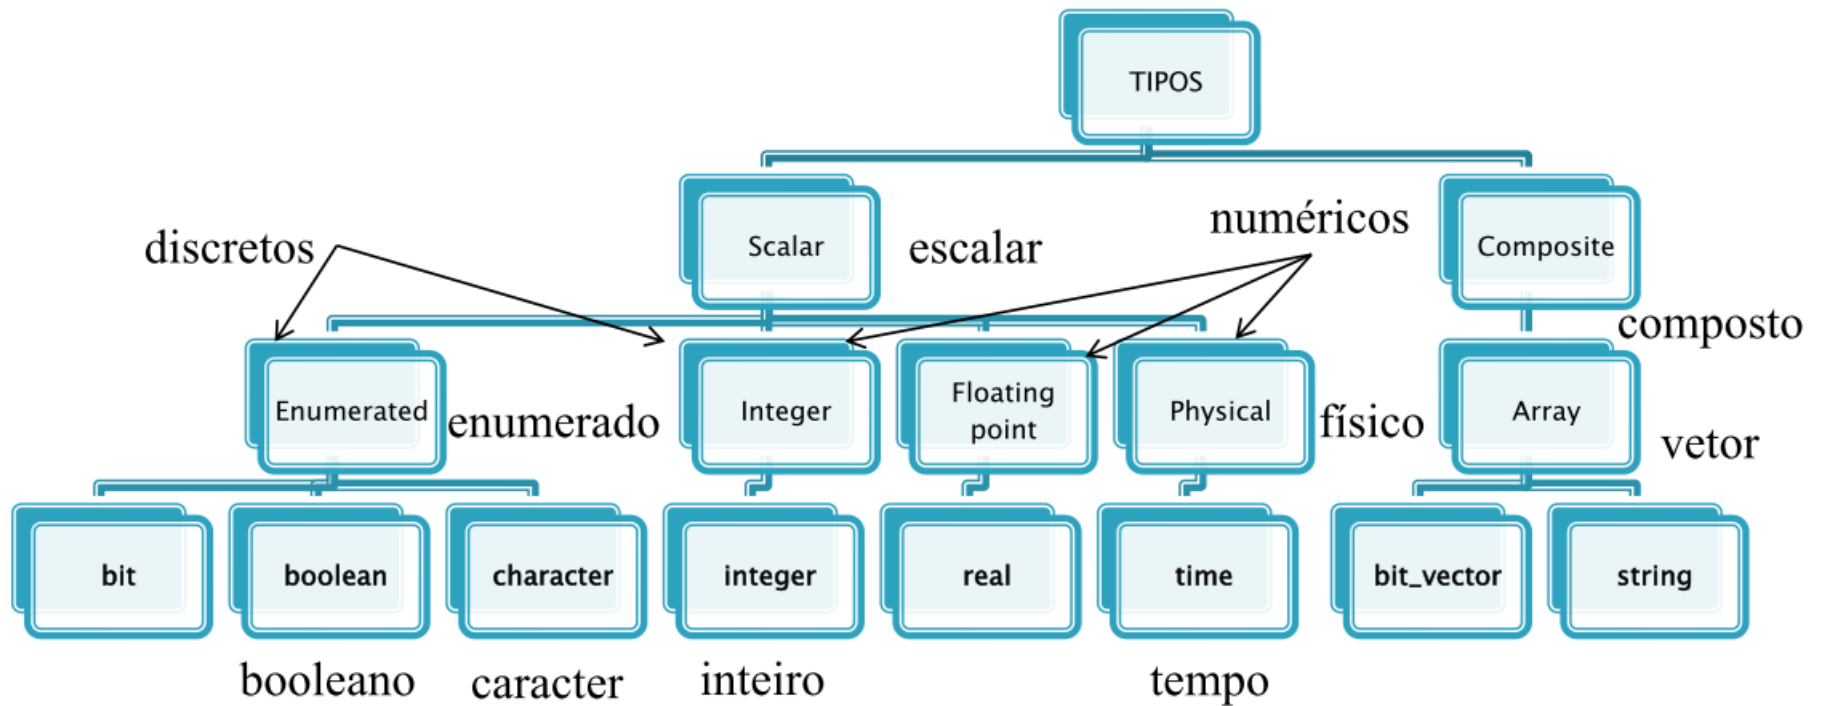 TIPOS
numéricos
discretos
Scalar
escalar
Composite
composto
Enumerated
enumerado
Integer
Floating
point
Physical
físico
Array
vetor
bit
boolean
character
integer
real
time
bit_vector
string
booleano
caracter
inteiro
tempo